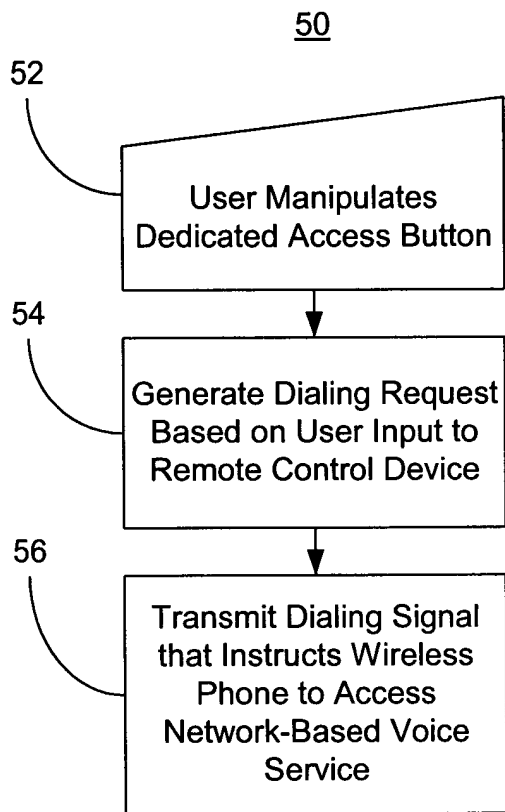 50
52
User Manipulates
Dedicated Access Button
54
Generate Dialing Request
Based on User Input to
Remote Control Device
56
Transmit Dialing Signal
that Instructs Wireless
Phone to Access
Network-Based Voice
Service